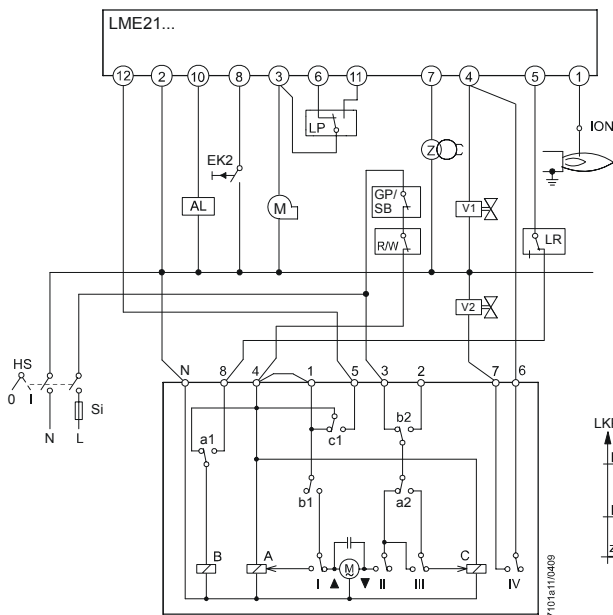 LME21...
12 2 10 8 3 6 11 7 4 5 1
LP
ION
EK2
Z
GP/
SB
AL
M
V1
R/W
LR
V2
HS
0 I
Si
N L
N 8 4 1 5 3 2 7 6
a1
c1
b2
b1
a2
B A C
M
~
I II III IV
LK
7101a11/0409